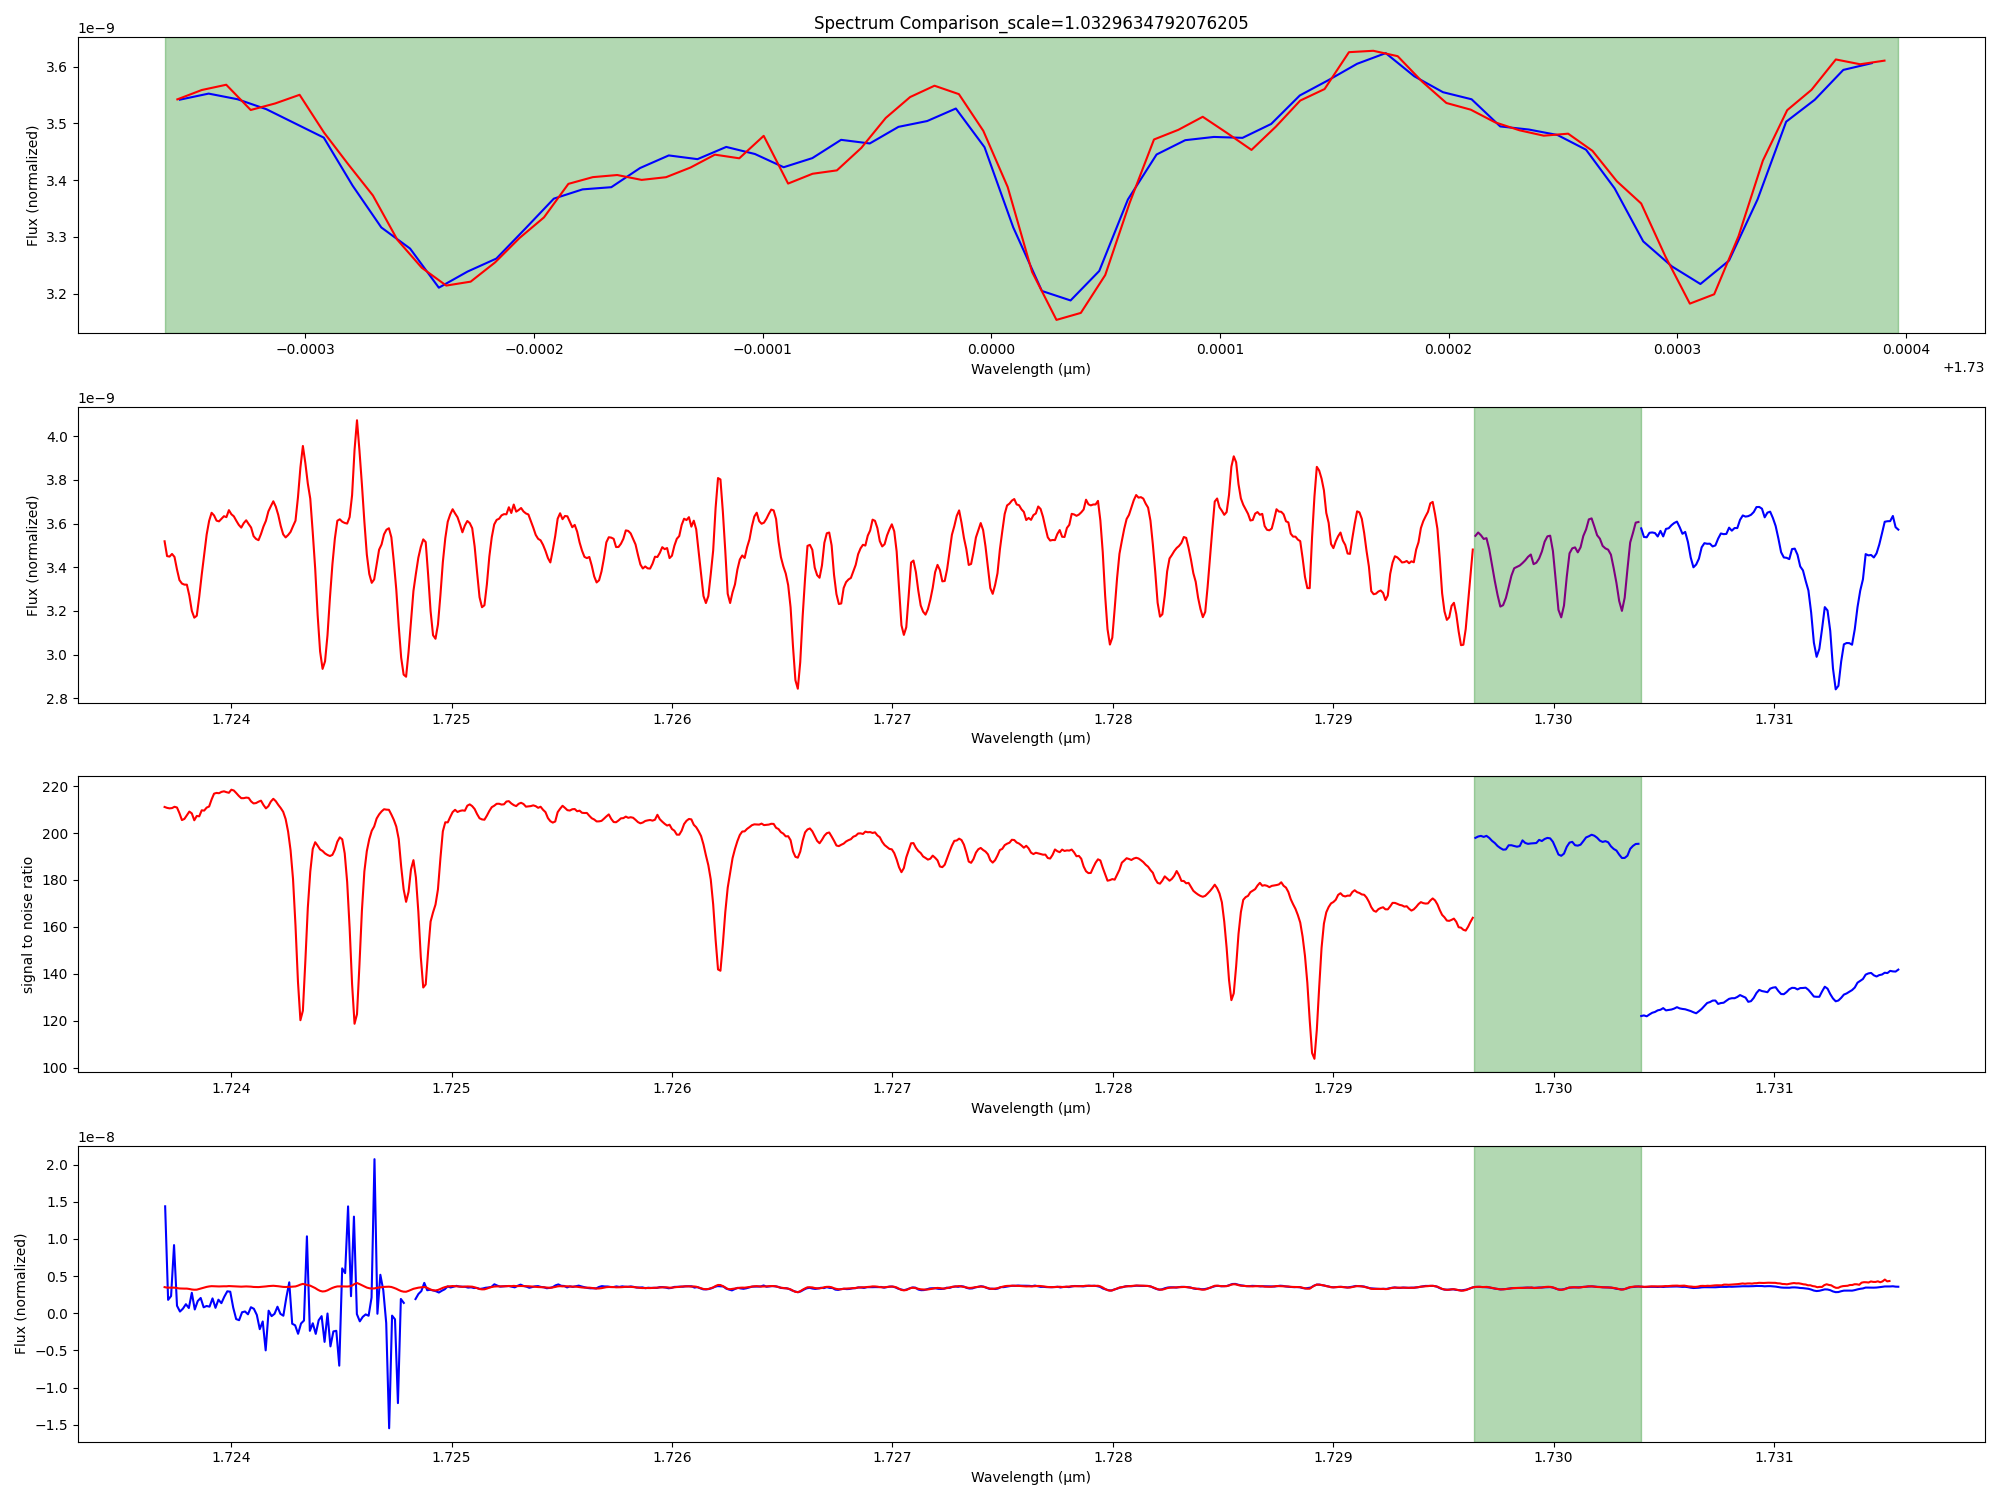 Spectrum Comparison_scale=1.0329634792076205
1e−9
3.6
3.5
3.4
3.3
3.2
Flux (normalized)
−0.0003 −0.0002 −0.0001 0.0000 0.0001 0.0002 0.0003 0.0004
Wavelength (μm)
+1.73
1e−9
4.0
3.8
3.6
3.4
3.2
3.0
2.8
Flux (normalized)
1.724 1.725 1.726 1.727 1.728 1.729 1.730 1.731
Wavelength (μm)
220
200
180
160
140
120
100
signal to noise ratio
1.724 1.725 1.726 1.727 1.728 1.729 1.730 1.731
Wavelength (μm)
1e−8
2.0
1.5
1.0
0.5
0.0
−0.5
−1.0
−1.5
Flux (normalized)
1.724 1.725 1.726 1.727 1.728 1.729 1.730 1.731
Wavelength (μm)